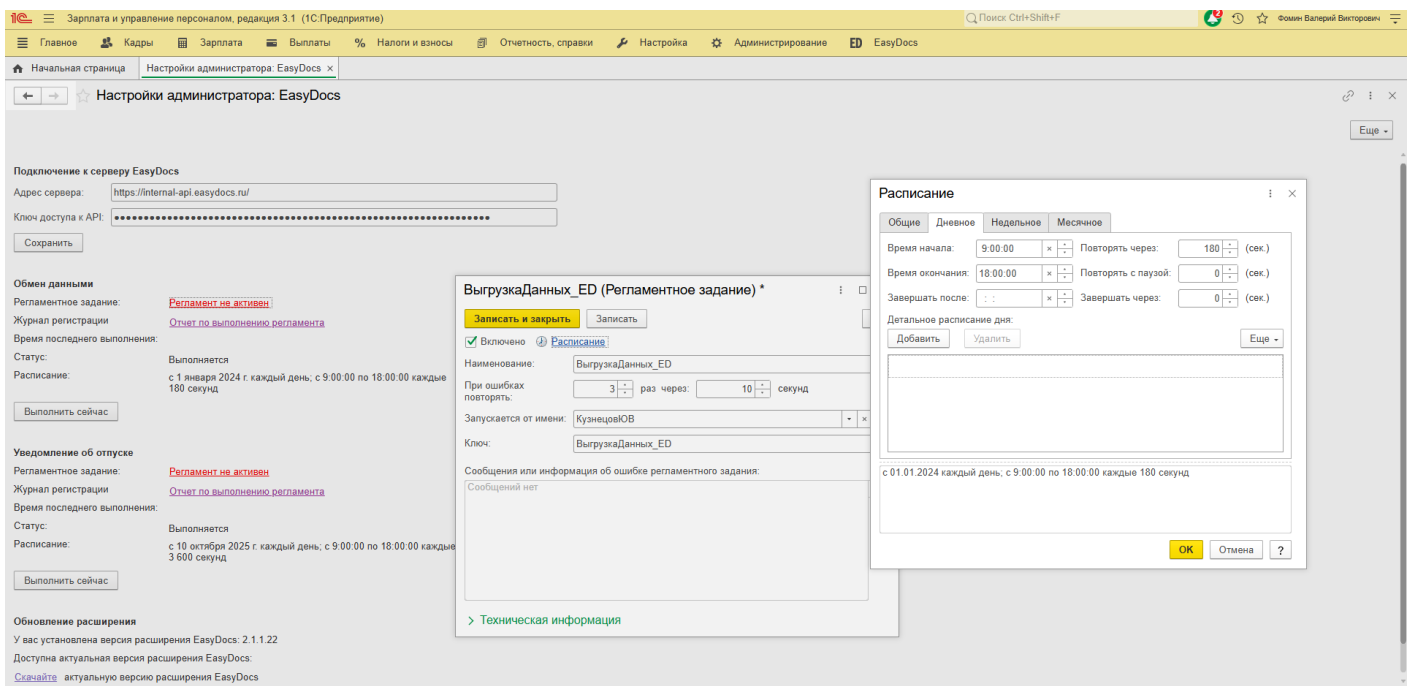 Зарплата и управление персоналом, редакция 3.1 (1С:Предприятие)
Поиск Ctrl+Shift+F
2
Фомин Валерий Викторович
Главное
Кадры
Зарплата
Выплаты
% Налоги и взносы
Отчетность, справки
Настройка
Администрирование
ED EasyDocs
Начальная страница
Настройки администратора: EasyDocs ×
Настройки администратора: EasyDocs
Еще
Подключение к серверу EasyDocs
Адрес сервера: https://internal-api.easydocs.ru/
Ключ доступа к API:
Сохранить
Обмен данными
Регламентное задание: Регламент не активен
Журнал регистрации Отчет по выполнению регламента
Время последнего выполнения:
Статус: Выполняется
Расписание: с 1 января 2024 г. каждый день; с 9:00:00 по 18:00:00 каждые
180 секунд
Выполнить сейчас
Уведомление об отпуске
Регламентное задание: Регламент не активен
Журнал регистрации Отчет по выполнению регламента
Время последнего выполнения:
Статус: Выполняется
Расписание: с 10 октября 2025 г. каждый день; с 9:00:00 по 18:00:00 каждые
3 600 секунд
Выполнить сейчас
Обновление расширения
У вас установлена версия расширения EasyDocs: 2.1.1.22
Доступна актуальная версия расширения EasyDocs:
Скачайте актуальную версию расширения EasyDocs
ВыгрузкаДанных_ED (Регламентное задание) *
Записать и закрыть
Записать
Включено Расписание
Наименование: ВыгрузкаДанных_ED
При ошибках
повторять:
3 раз через: 10 секунд
Запускается от имени: КузнецовЮВ
Ключ: ВыгрузкаДанных_ED
Сообщения или информация об ошибке регламентного задания:
Сообщений нет
Техническая информация
Расписание
Общие
Дневное
Недельное
Месячное
Время начала: 9:00:00 Повторять через: 180 (сек.)
Время окончания: 18:00:00 Повторять с паузой: 0 (сек.)
Завершать после: : : Завершать через: 0 (сек.)
Детальное расписание дня:
Добавить
Удалить
Еще
с 01.01.2024 каждый день; с 9:00:00 по 18:00:00 каждые 180 секунд
ОК
Отмена
?